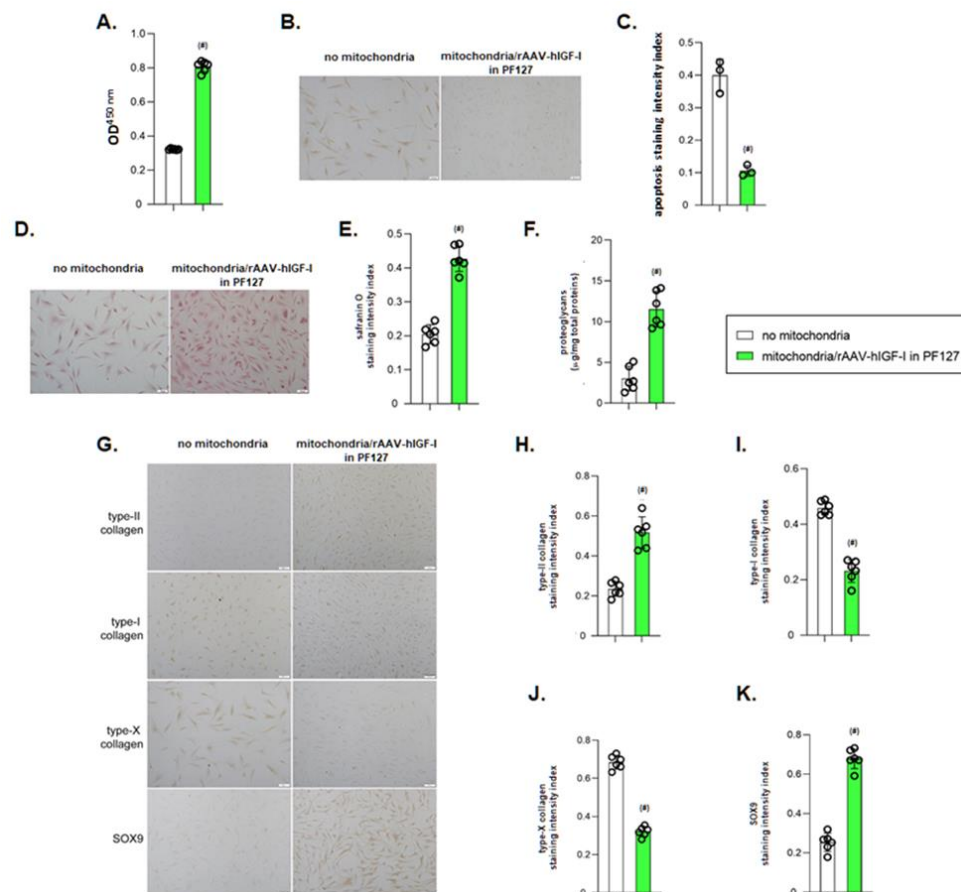 A.
OD450 nm
1.0
0.8
0.6
0.4
0.2
0
(#)
B.
no mitochondria
mitochondria/rAAV-hIGF-I
in PF127
C.
apoptosis staining intensity index
0.5
0.4
0.3
0.2
0.1
0
(#)
D.
no mitochondria
mitochondria/rAAV-hIGF-I
in PF127
E.
safranin O
staining intensity index
0.5
0.4
0.3
0.2
0.1
0
(#)
F.
proteoglycans
(µg/mg total proteins)
20
15
10
5
0
(#)
no mitochondria
mitochondria/rAAV-hIGF-I in PF127
G.
no mitochondria
mitochondria/rAAV-hIGF-I
in PF127
type-II
collagen
type-I
collagen
type-X
collagen
SOX9
H.
type-II collagen
staining intensity index
0.8
0.6
0.4
0.2
0
(#)
I.
type-I collagen
staining intensity index
0.6
0.4
0.2
0
(#)
J.
type-X collagen
staining intensity index
0.8
0.6
0.4
0.2
0
(#)
K.
SOX9
staining intensity index
0.8
0.6
0.4
0.2
0
(#)